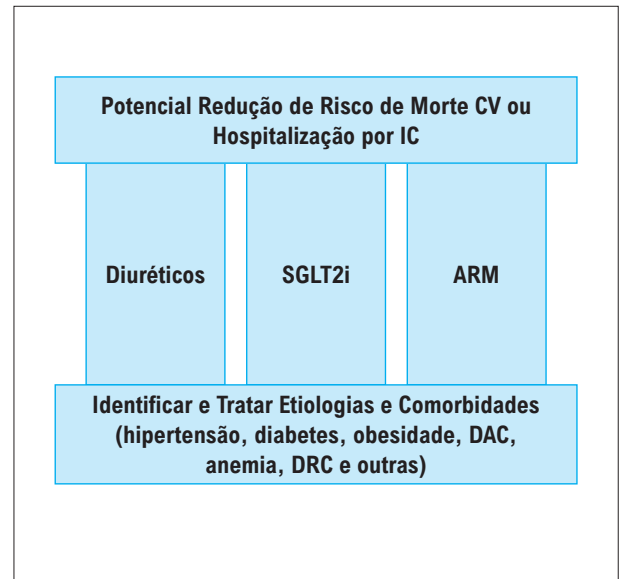 Potencial Redução de Risco de Morte CV ou
Hospitalização por IC
Diuréticos
SGLT2i
ARM
Identificar e Tratar Etiologias e Comorbidades
(hipertensão, diabetes, obesidade, DAC,
anemia, DRC e outras)